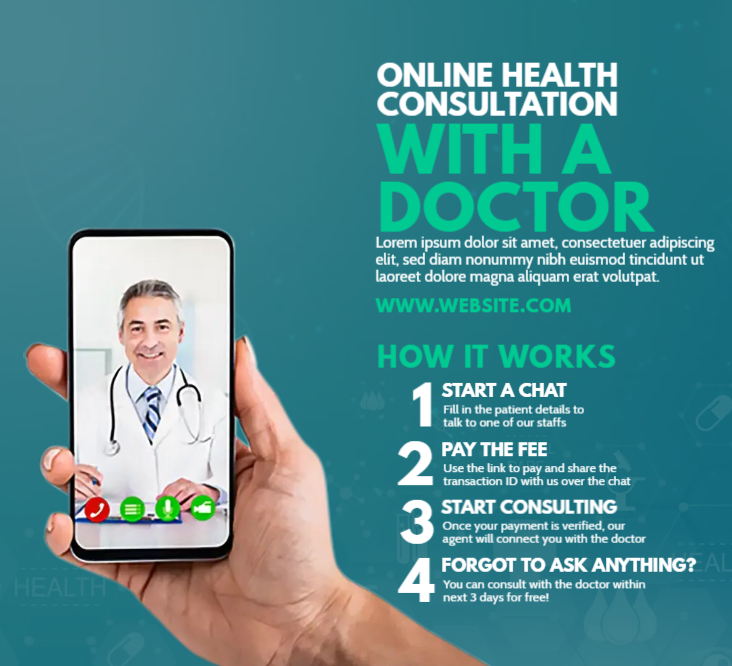 ONLINE HEALTH
CONSULTATION
WITH A
DOCTOR
Lorem ipsum dolor sit amet, consectetuer adipiscing
elit, sed diam nonummy nibh euismod tincidunt ut
laoreet dolore magna aliquam erat volutpat.
WWW.WEBSITE.COM
HOW IT WORKS
1 START A CHAT
Fill in the patient details to
talk to one of our staffs
2 PAY THE FEE
Use the link to pay and share the
transaction ID with us over the chat
3 START CONSULTING
Once your payment is verified, our
agent will connect you with the doctor
4 FORGOT TO ASK ANYTHING?
You can consult with the doctor within
next 3 days for free!
HEALTH